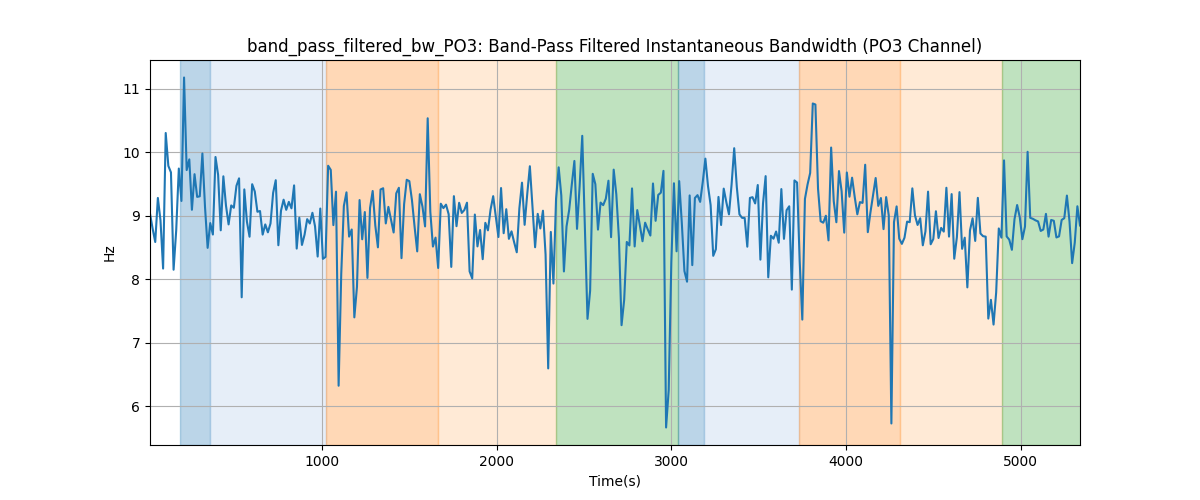 band_pass_filtered_bw_PO3: Band-Pass Filtered Instantaneous Bandwidth (PO3 Channel)
11
10
9
8
7
6
Hz
1000 2000 3000 4000 5000
Time(s)